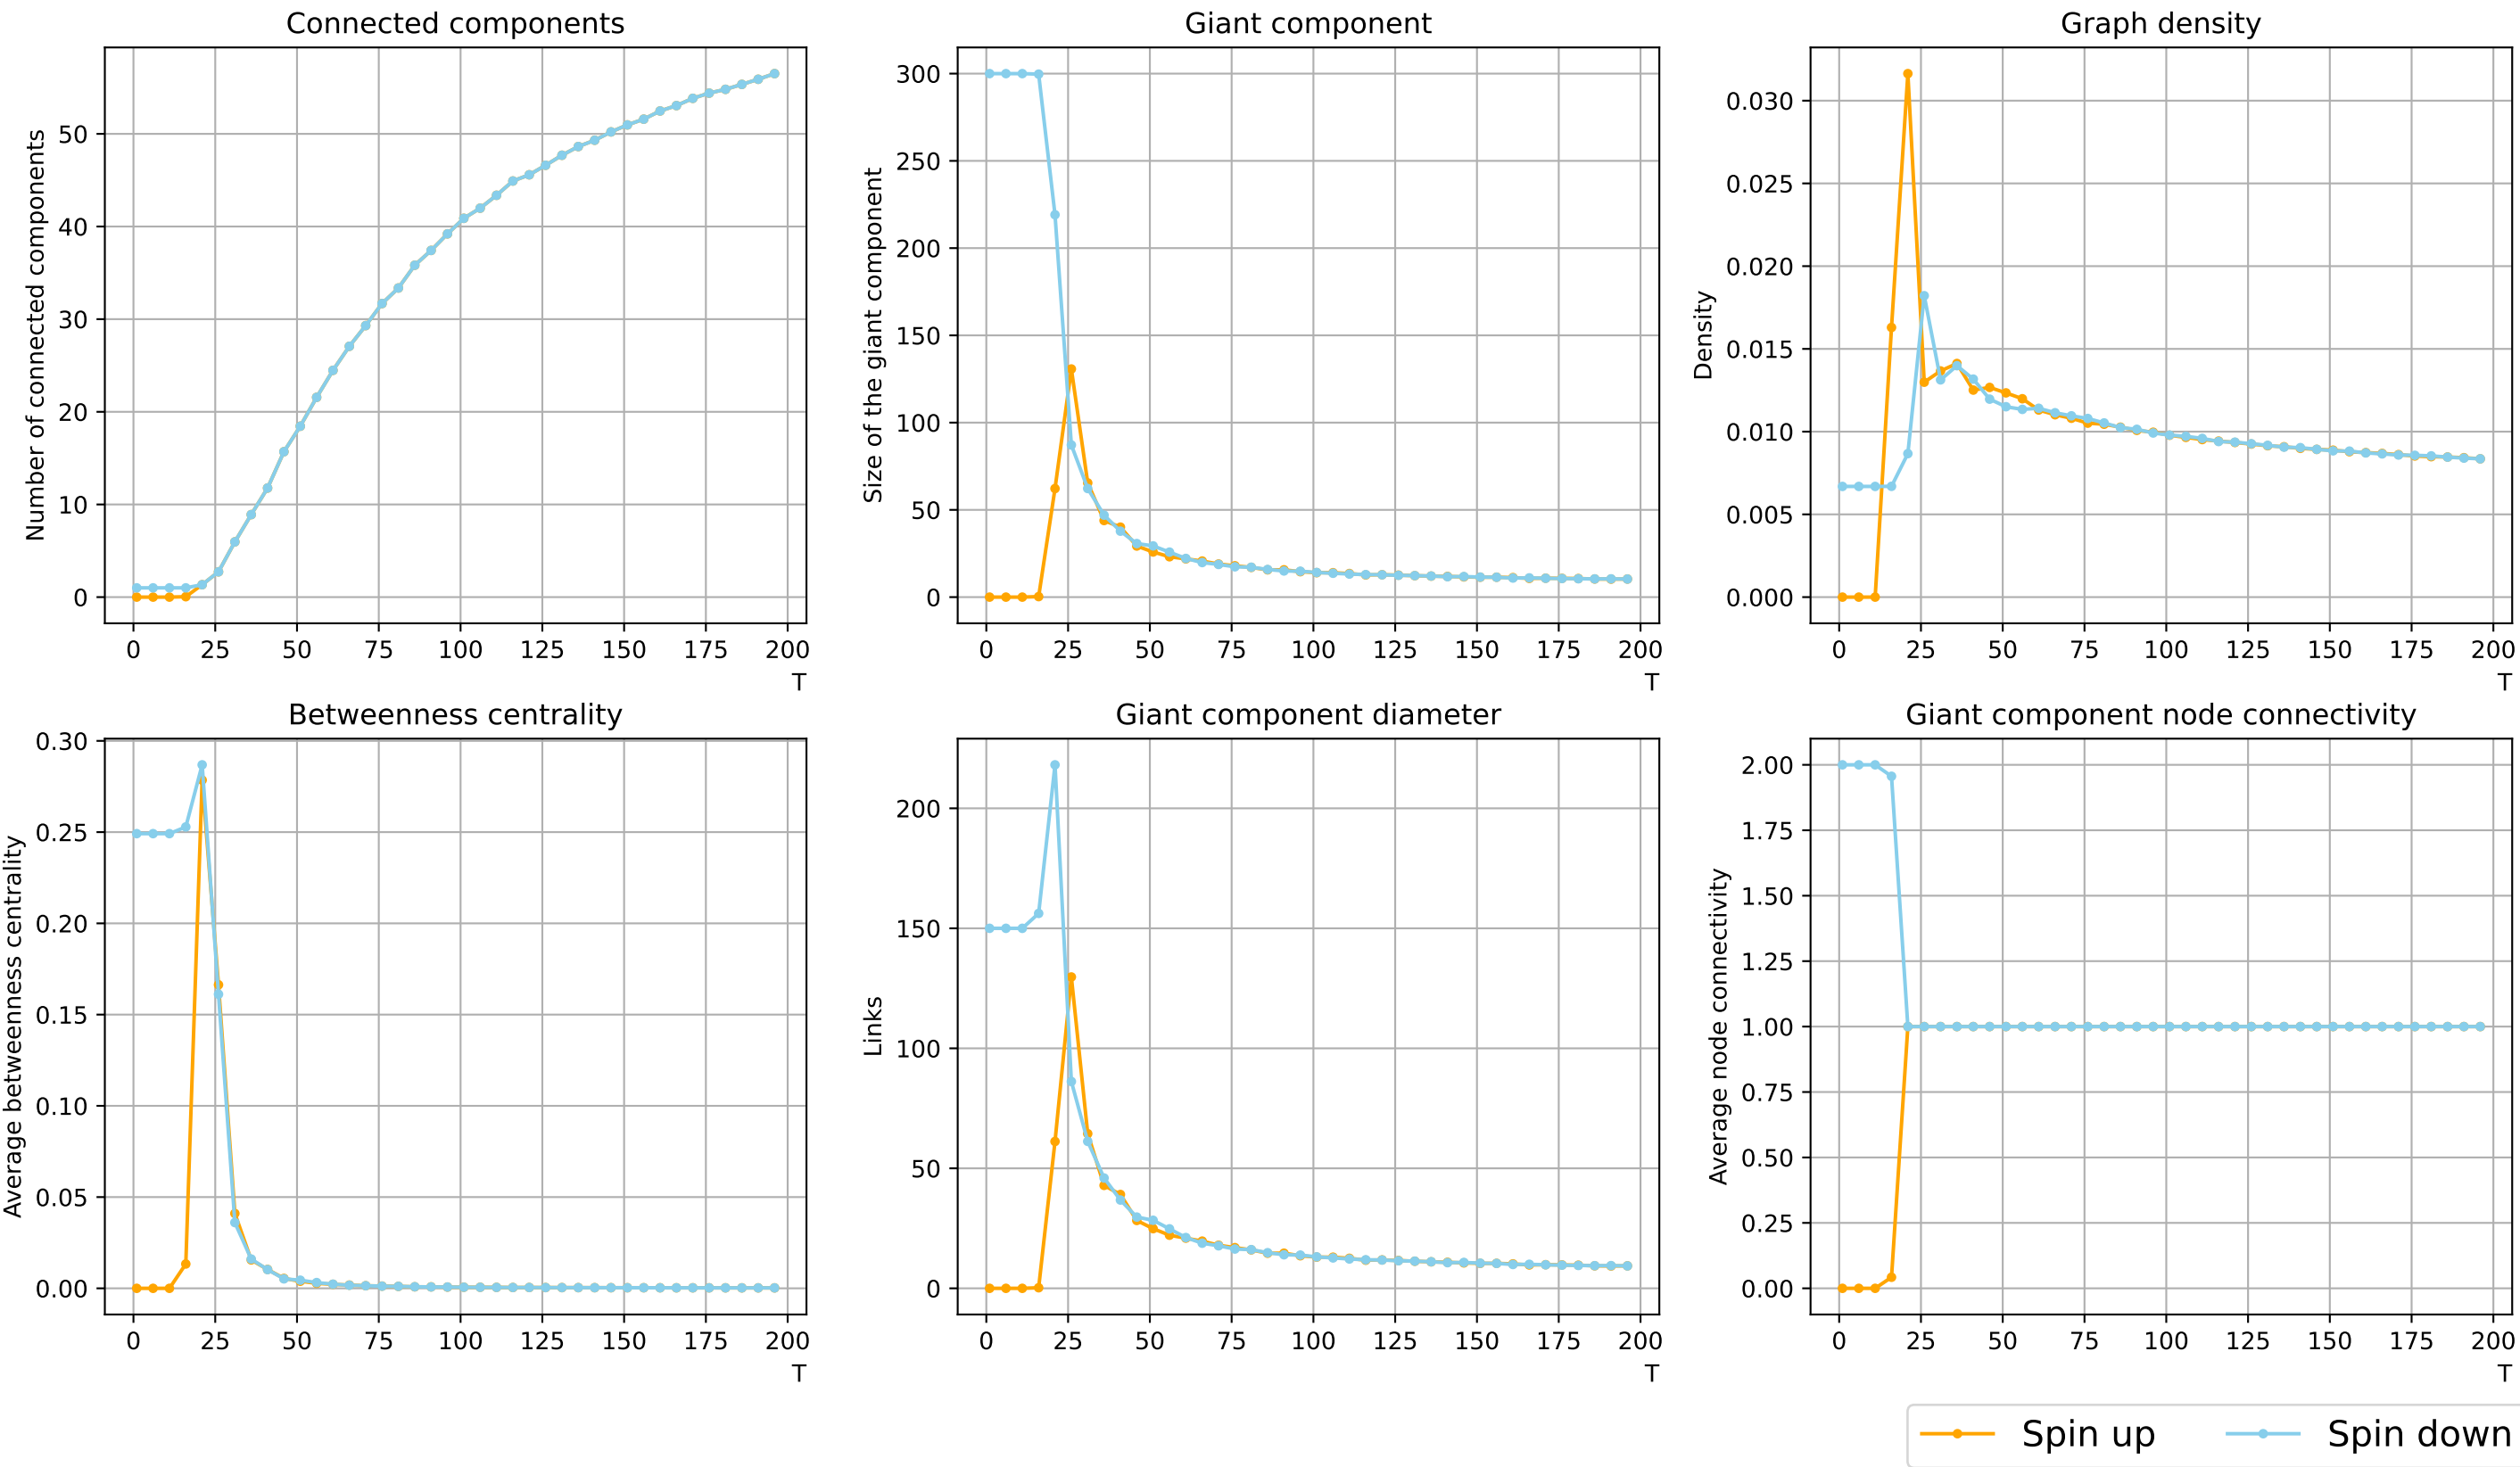 Connected components
Number of connected components
50
40
30
20
10
0
0 25 50 75 100 125 150 175 200
T
Giant component
Size of the giant component
300
250
200
150
100
50
0
0 25 50 75 100 125 150 175 200
T
Graph density
Density
0.030
0.025
0.020
0.015
0.010
0.005
0.000
0 25 50 75 100 125 150 175 200
T
Betweenness centrality
Average betweenness centrality
0.30
0.25
0.20
0.15
0.10
0.05
0.00
0 25 50 75 100 125 150 175 200
T
Giant component diameter
Links
200
150
100
50
0
0 25 50 75 100 125 150 175 200
T
Giant component node connectivity
Average node connectivity
2.00
1.75
1.50
1.25
1.00
0.75
0.50
0.25
0.00
0 25 50 75 100 125 150 175 200
T
Spin up Spin down